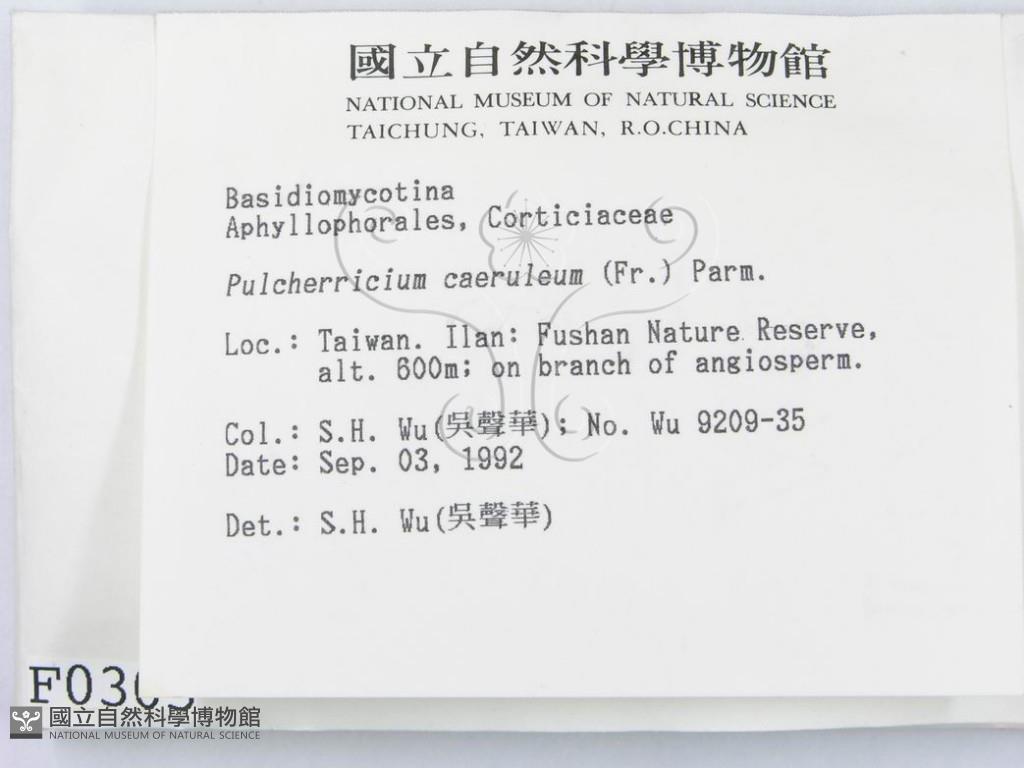 國立自然科學博物館
NATIONAL MUSEUM OF NATURAL SCIENCE
TAICHUNG, TAIWAN, R.O.CHINA
Basidiomycotina
Aphyllophorales, Corticiaceae
Pulcherricium caeruleum (Fr.) Parm.
Loc.: Taiwan. Ilan: Fushan Nature Reserve,
alt. 600m; on branch of angiosperm.
Col.: S.H. Wu(吳聲華); No. Wu 9209-35
Date: Sep. 03, 1992
Det.: S.H. Wu(吳聲華)
國立自然科學博物館
NATIONAL MUSEUM OF NATURAL SCIENCE